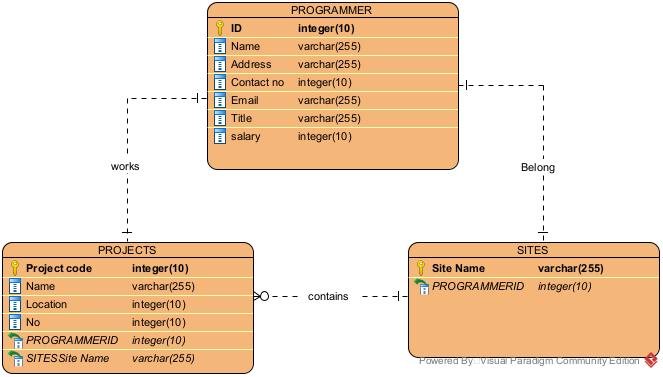 PROGRAMMER
ID integer(10)
Name varchar(255)
Address varchar(255)
Contact no integer(10)
Email varchar(255)
Title varchar(255)
salary integer(10)
works
Belong
PROJECTS
Project code integer(10)
Name varchar(255)
Location integer(10)
No integer(10)
PROGRAMMERID integer(10)
SITESSite Name varchar(255)
contains
SITES
Site Name varchar(255)
PROGRAMMERID integer(10)
Powered By: Visual Paradigm Community Edition